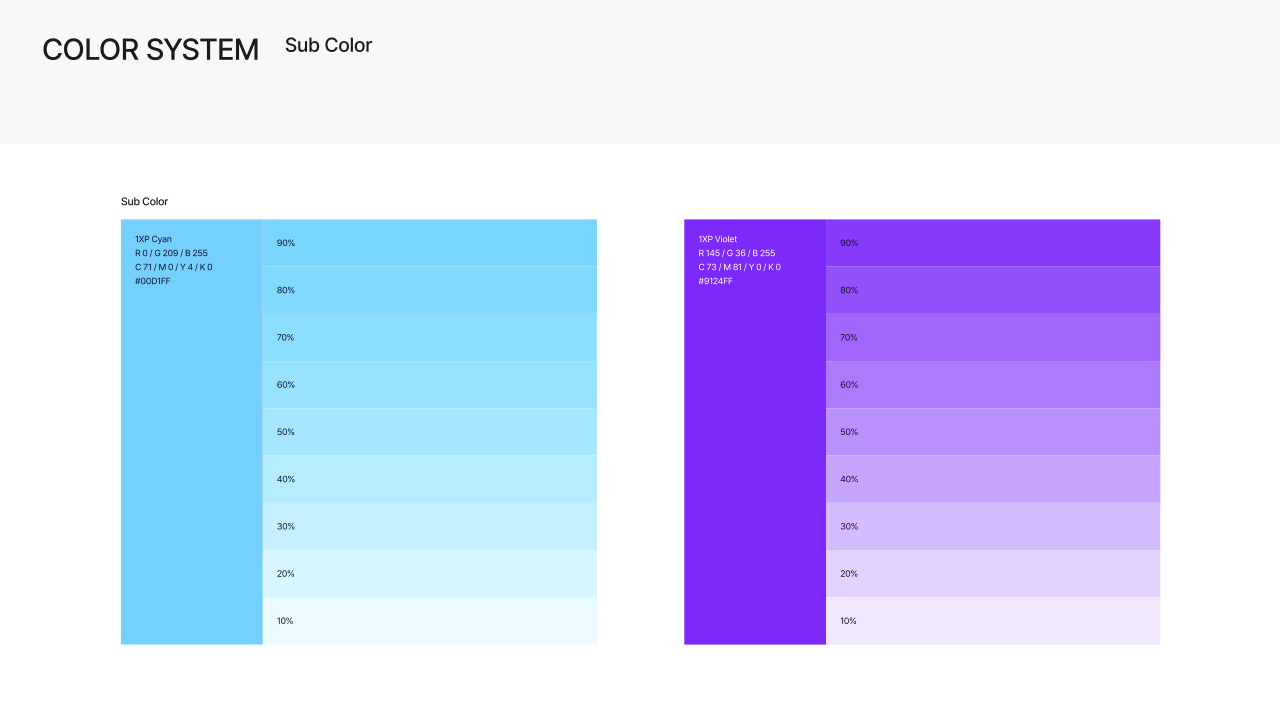 COLOR SYSTEM
Sub Color
Sub Color
1XP Cyan
R 0 / G 209 / B 255
C 71 / M 0 / Y 4 / K 0
#00D1FF
90%
80%
70%
60%
50%
40%
30%
20%
10%
1XP Violet
R 145 / G 36 / B 255
C 73 / M 81 / Y 0 / K 0
#9124FF
90%
80%
70%
60%
50%
40%
30%
20%
10%